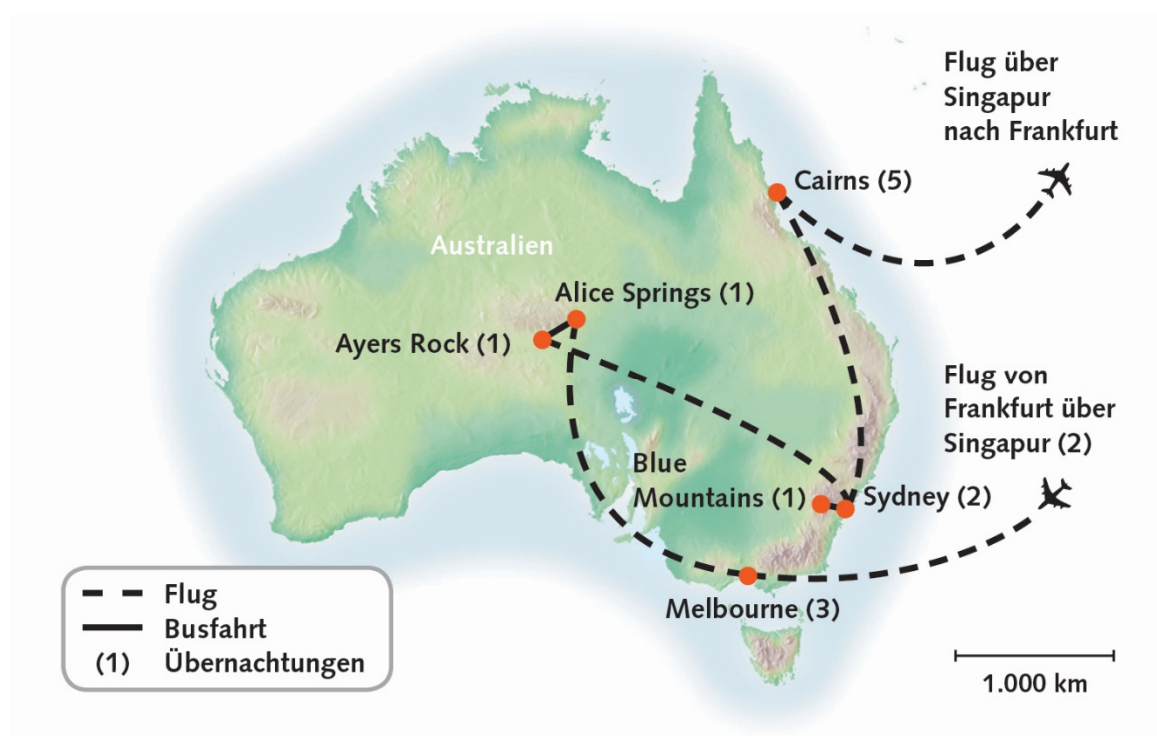 Flug über
Singapur
nach Frankfurt
Cairns (5)
Australien
Alice Springs (1)
Ayers Rock (1)
Flug von
Frankfurt über
Singapur (2)
Blue
Mountains (1)
Sydney (2)
Melbourne (3)
Flug
Busfahrt
(1) Übernachtungen
1.000 km